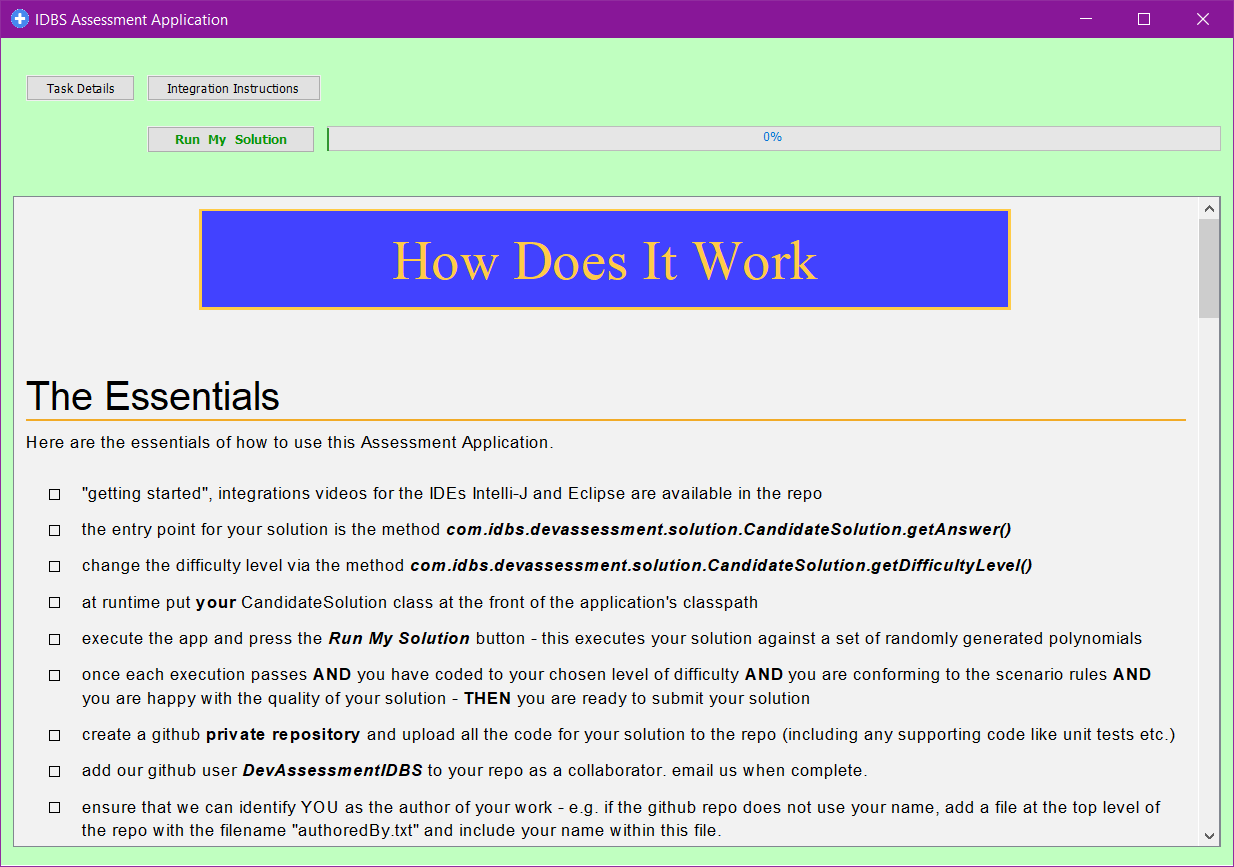 IDBS Assessment Application
Task Details
Integration Instructions
Run My Solution
0%
How Does It Work
The Essentials
Here are the essentials of how to use this Assessment Application.
"getting started", integrations videos for the IDEs Intelli-J and Eclipse are available in the repo
the entry point for your solution is the method com.idbs.devassessment.solution.CandidateSolution.getAnswer()
change the difficulty level via the method com.idbs.devassessment.solution.CandidateSolution.getDifficultyLevel()
at runtime put your CandidateSolution class at the front of the application's classpath
execute the app and press the Run My Solution button - this executes your solution against a set of randomly generated polynomials
once each execution passes AND you have coded to your chosen level of difficulty AND you are conforming to the scenario rules AND
you are happy with the quality of your solution - THEN you are ready to submit your solution
create a github private repository and upload all the code for your solution to the repo (including any supporting code like unit tests etc.)
add our github user DevAssessmentIDBS to your repo as a collaborator. email us when complete.
ensure that we can identify YOU as the author of your work - e.g. if the github repo does not use your name, add a file at the top level of
the repo with the filename "authoredBy.txt" and include your name within this file.